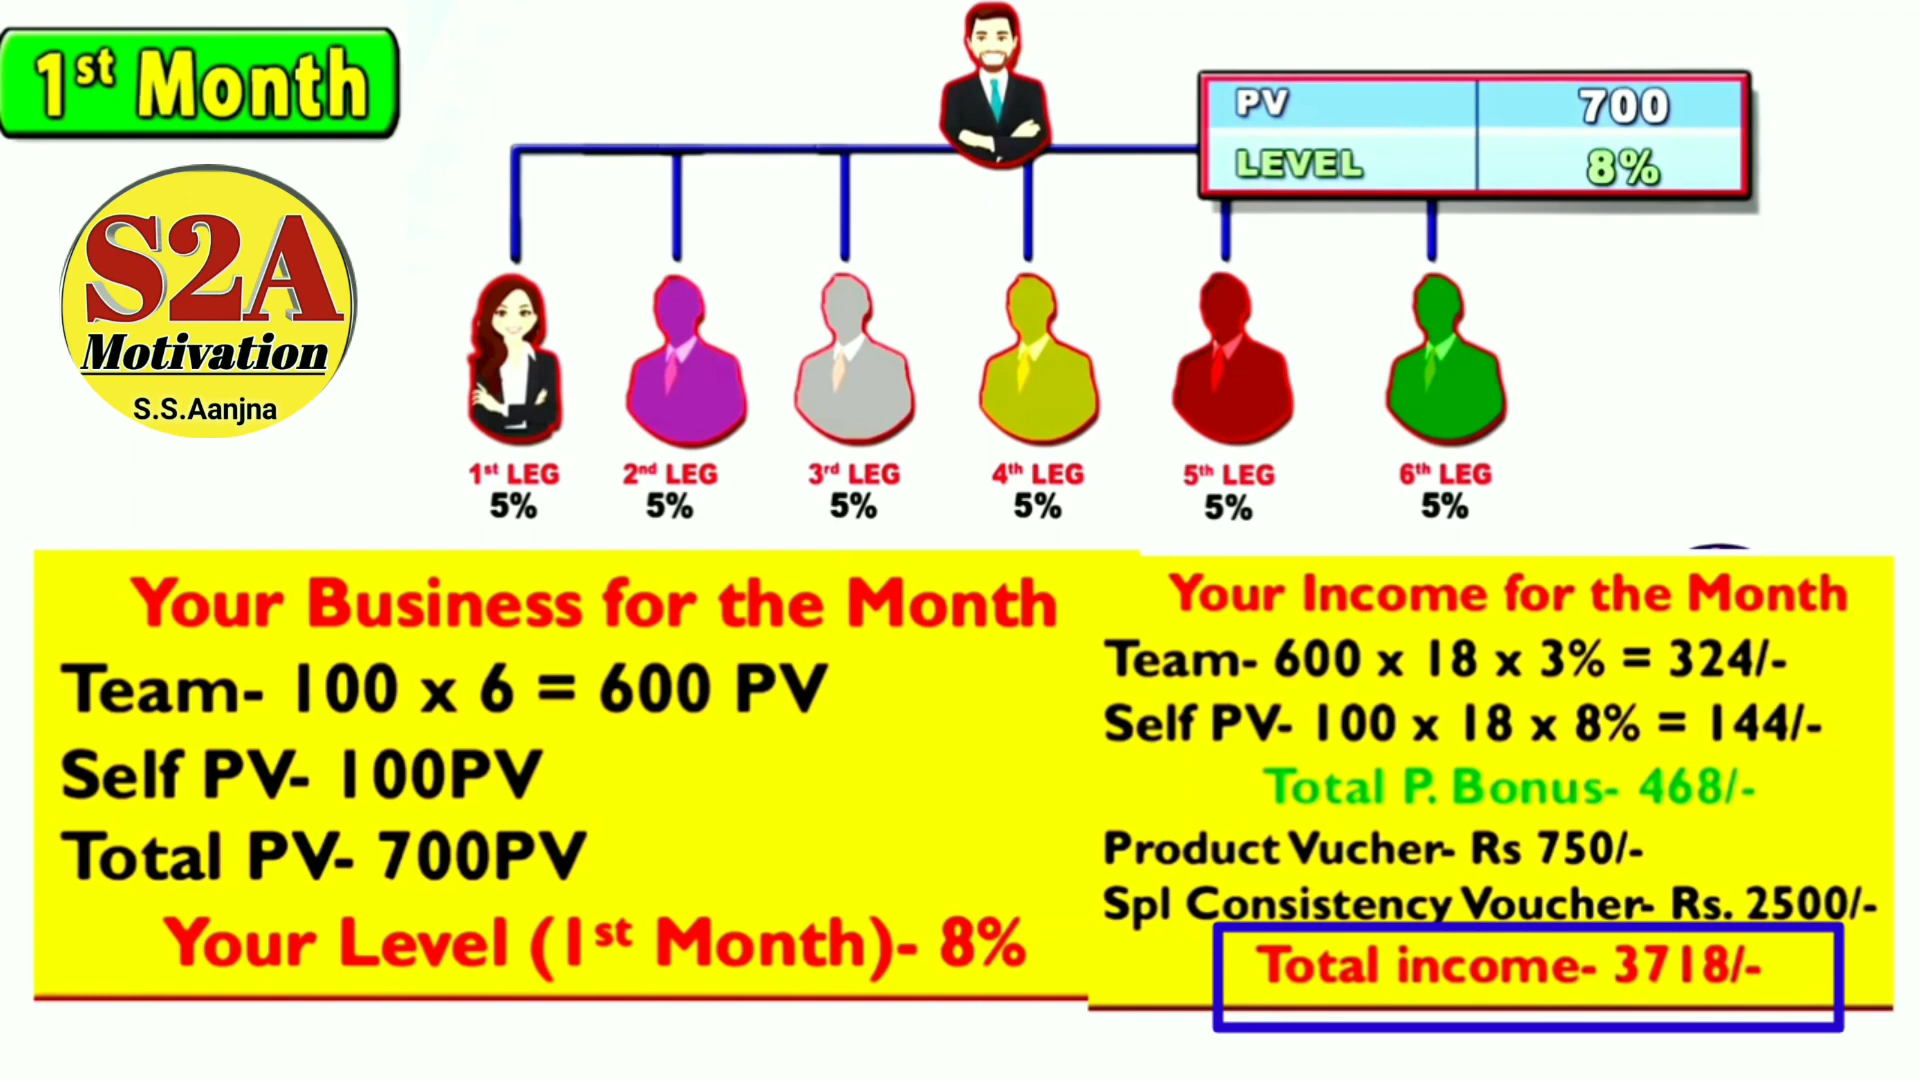 1st Month
S2A
Motivation
S.S.Aanjna
PV 700
LEVEL 8%
1st LEG 2nd LEG 3rd LEG 4th LEG 5th LEG 6th LEG
5% 5% 5% 5% 5% 5%
Your Business for the Month
Team- 100 x 6 = 600 PV
Self PV- 100PV
Total PV- 700PV
Your Level (1st Month)- 8%
Your Income for the Month
Team- 600 x 18 x 3% = 324/-
Self PV- 100 x 18 x 8% = 144/-
Total P. Bonus- 468/-
Product Vucher- Rs 750/-
Spl Consistency Voucher- Rs. 2500/-
Total income- 3718/-